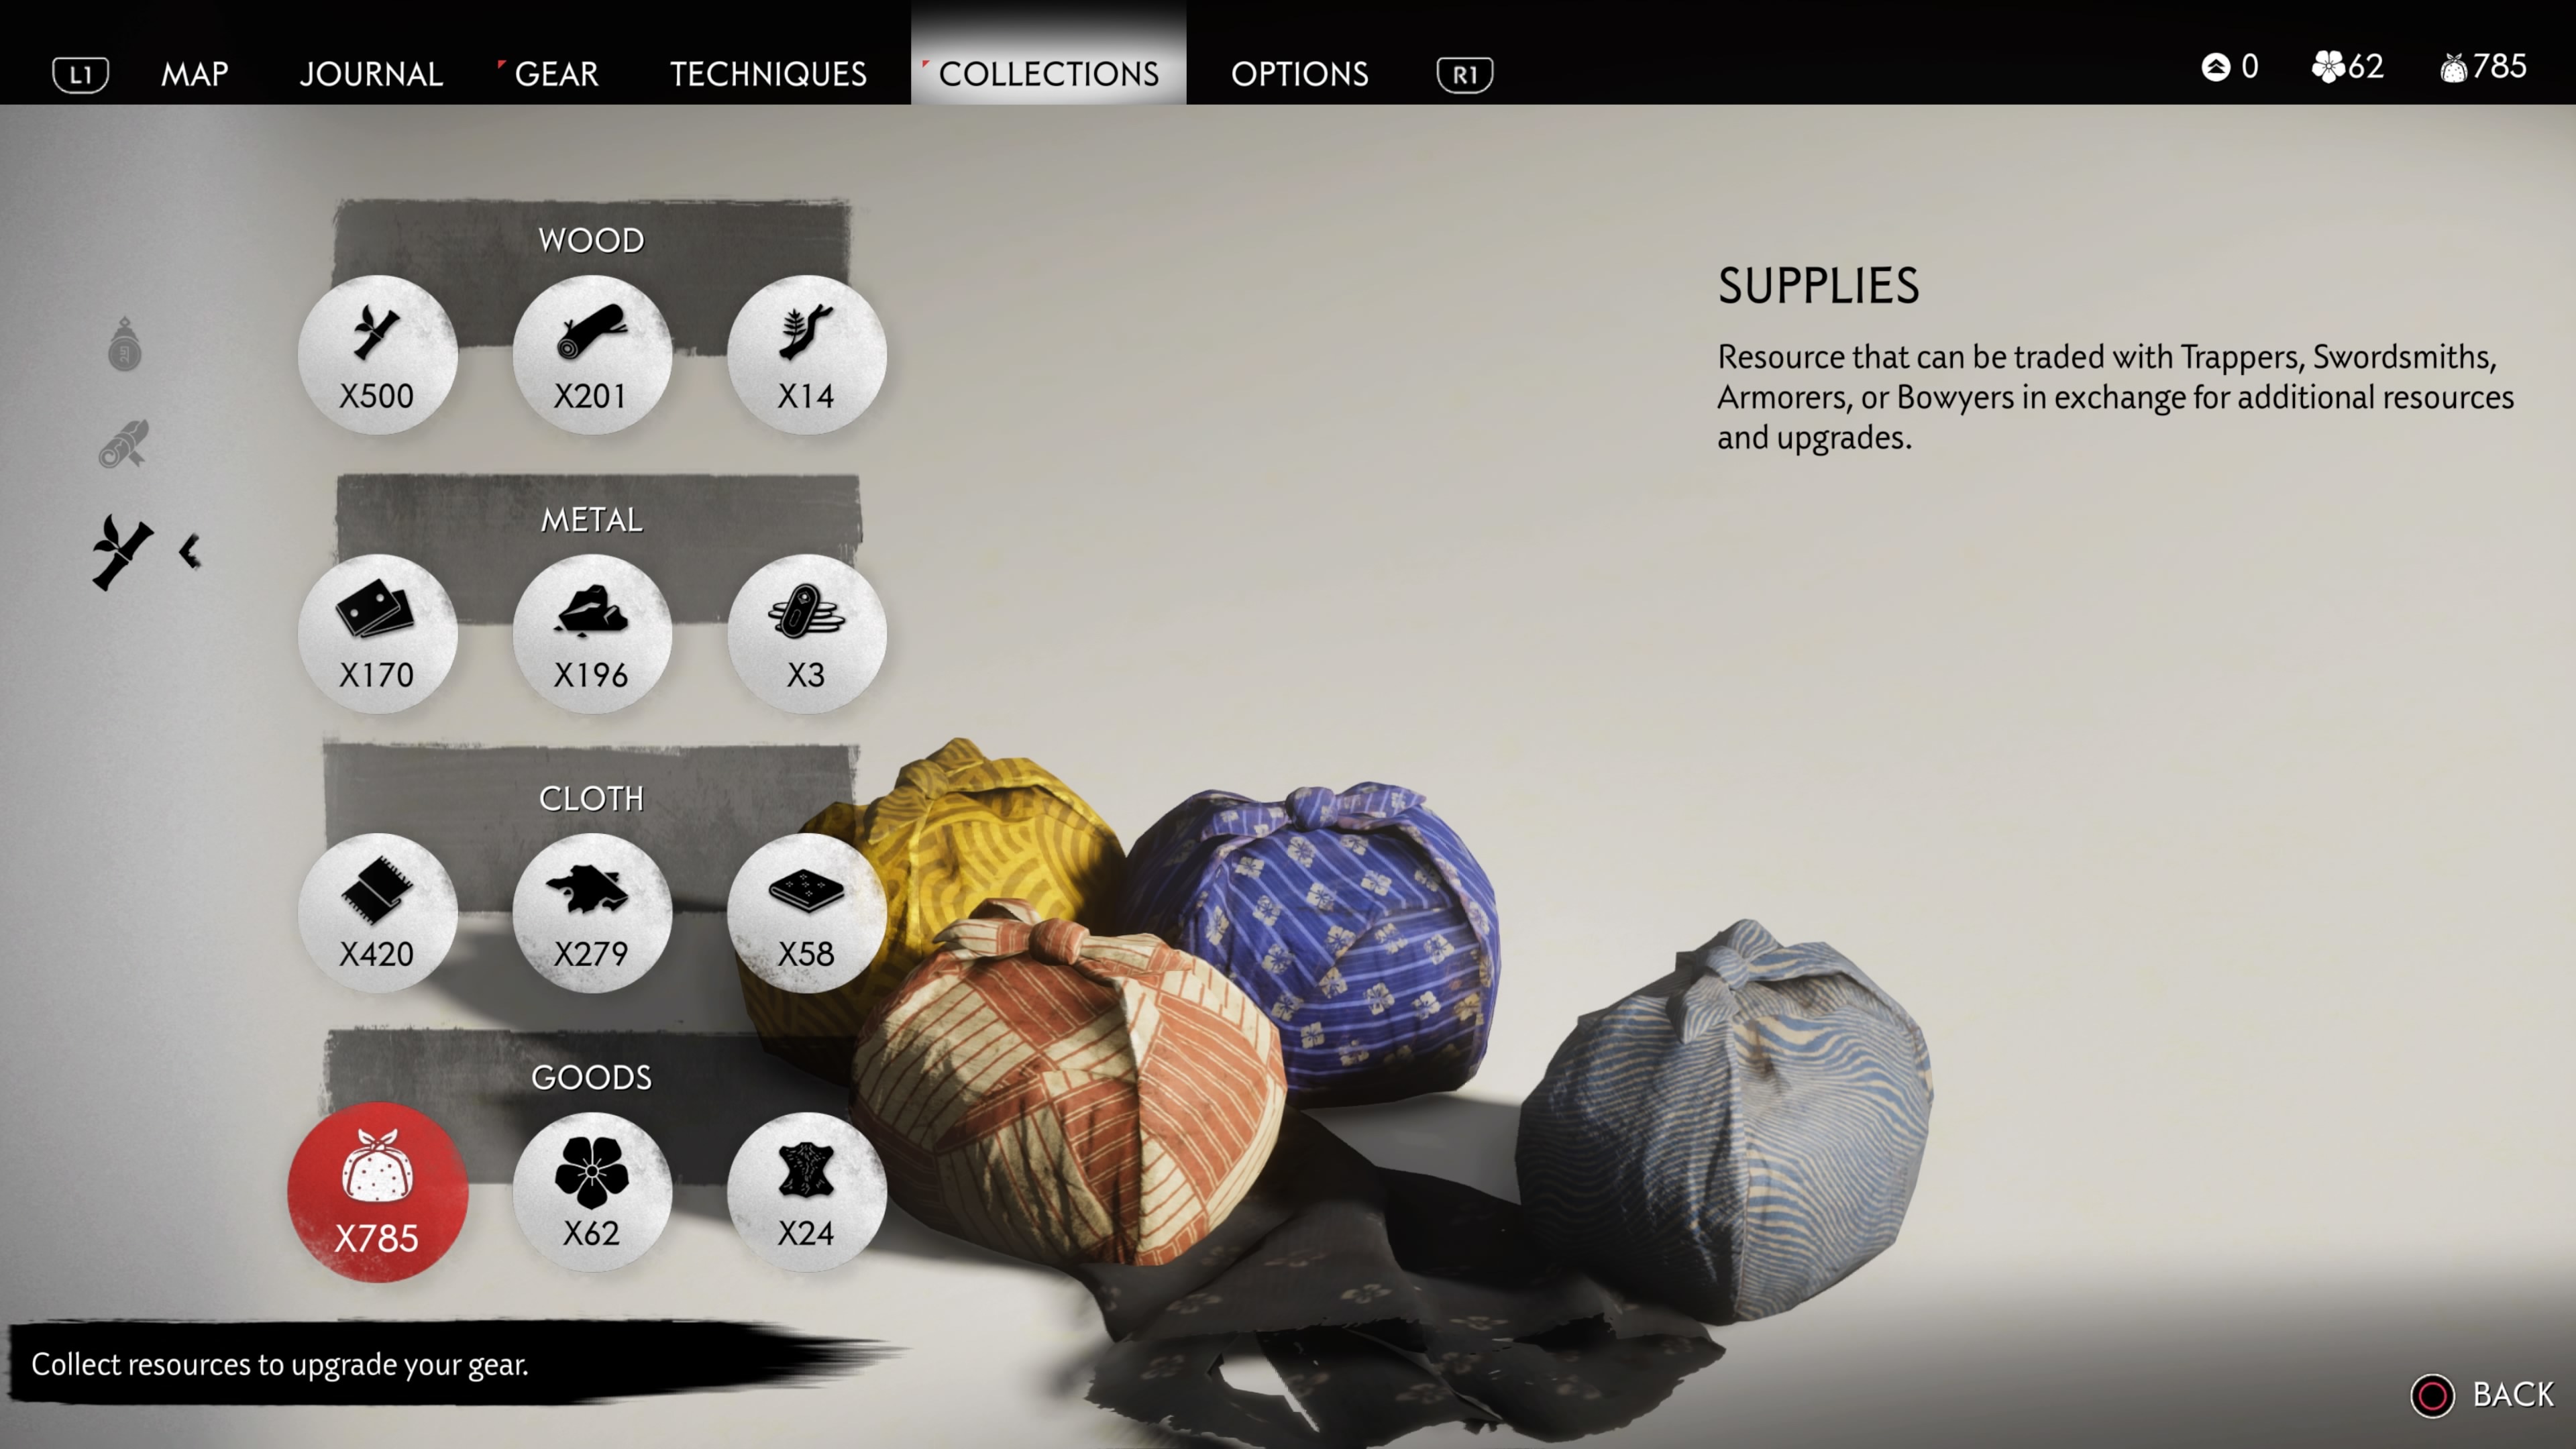 L1 MAP JOURNAL GEAR TECHNIQUES COLLECTIONS OPTIONS R1 0 62 785
WOOD
X500 X201 X14
METAL
X170 X196 X3
CLOTH
X420 X279 X58
GOODS
X785 X62 X24
SUPPLIES
Resource that can be traded with Trappers, Swordsmiths,
Armorers, or Bowyers in exchange for additional resources
and upgrades.
Collect resources to upgrade your gear.
BACK